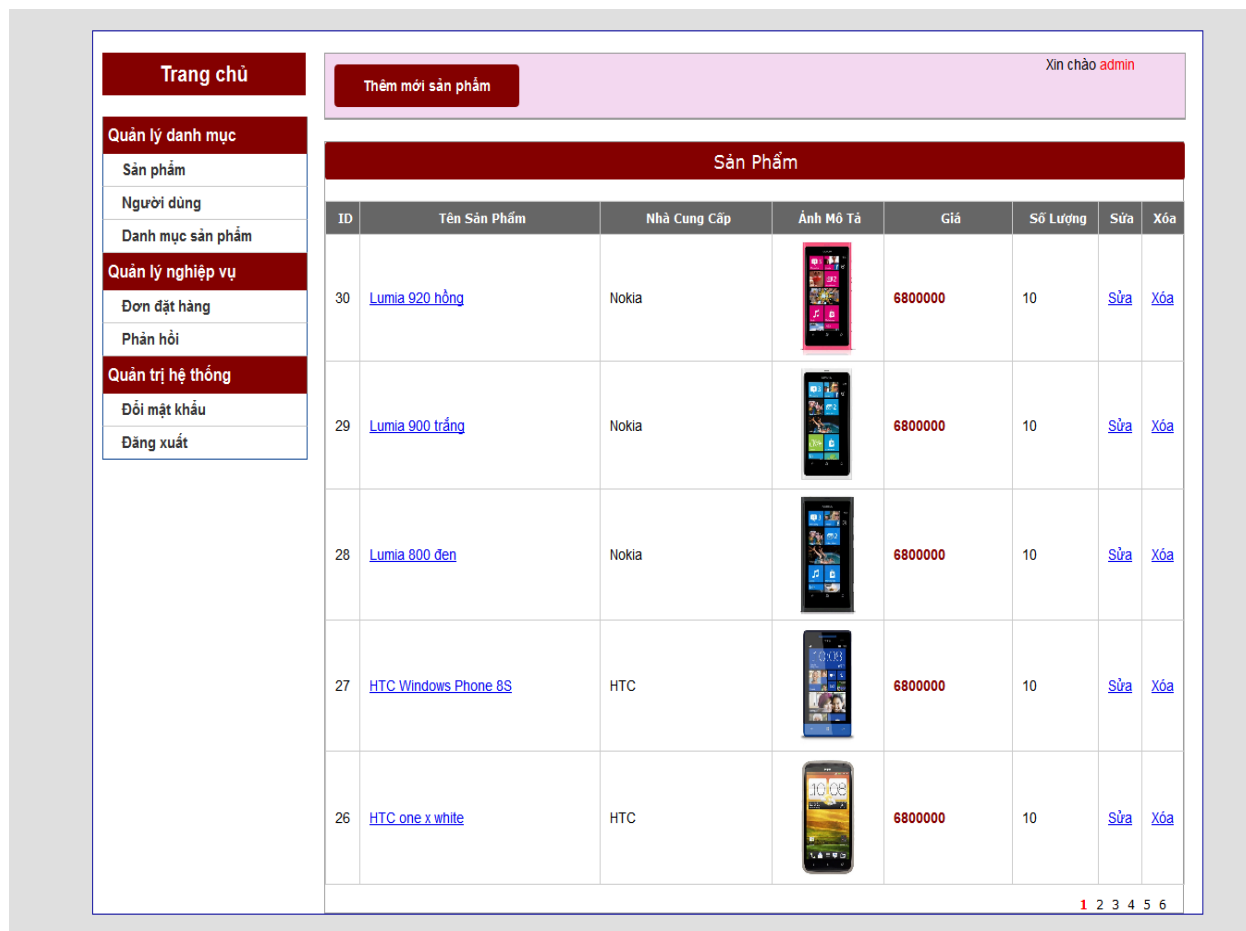 Trang chủ
Thêm mới sản phẩm
Xin chào admin
Quản lý danh mục
Sản phẩm
Người dùng
Danh mục sản phẩm
Quản lý nghiệp vụ
Đơn đặt hàng
Phản hồi
Quản trị hệ thống
Đổi mật khẩu
Đăng xuất
Sản Phẩm
ID Tên Sản Phẩm Nhà Cung Cấp Ảnh Mô Tả Giá Số Lượng Sửa Xóa
30 Lumia 920 hồng Nokia 6800000 10 Sửa Xóa
29 Lumia 900 trắng Nokia 6800000 10 Sửa Xóa
28 Lumia 800 đen Nokia 6800000 10 Sửa Xóa
27 HTC Windows Phone 8S HTC 6800000 10 Sửa Xóa
26 HTC one x white HTC 6800000 10 Sửa Xóa
1 2 3 4 5 6